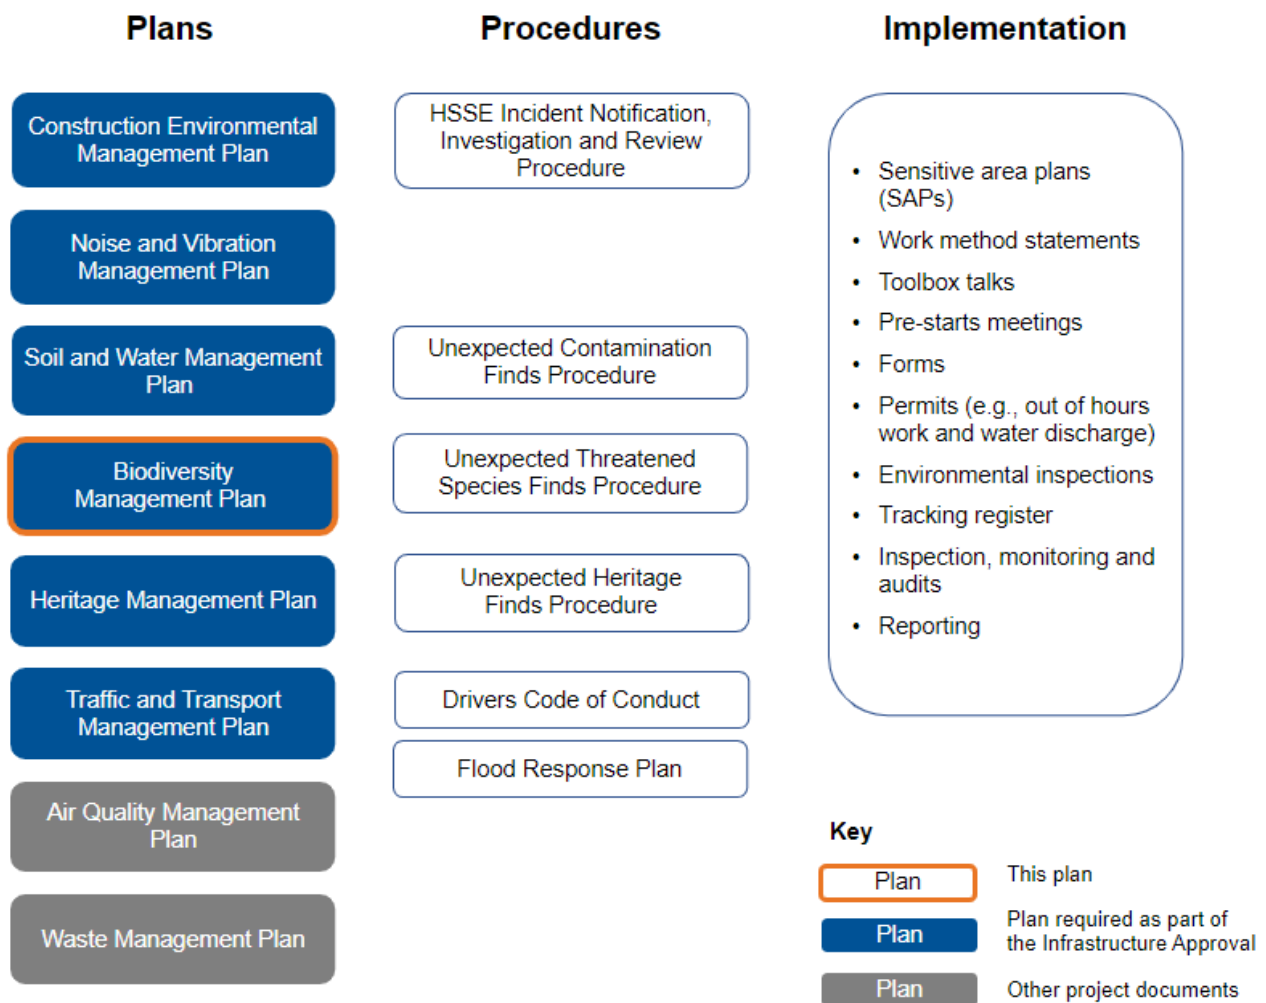 Plans
Procedures
Implementation
Construction Environmental
Management Plan
Noise and Vibration
Management Plan
Soil and Water Management
Plan
Biodiversity
Management Plan
Heritage Management Plan
Traffic and Transport
Management Plan
Air Quality Management
Plan
Waste Management Plan
HSSE Incident Notification,
Investigation and Review
Procedure
Unexpected Contamination
Finds Procedure
Unexpected Threatened
Species Finds Procedure
Unexpected Heritage
Finds Procedure
Drivers Code of Conduct
Flood Response Plan
• Sensitive area plans
(SAPs)
• Work method statements
• Toolbox talks
• Pre-starts meetings
• Forms
• Permits (e.g., out of hours
work and water discharge)
• Environmental inspections
• Tracking register
• Inspection, monitoring and
audits
• Reporting
Key
Plan
This plan
Plan
Plan required as part of
the Infrastructure Approval
Plan
Other project documents